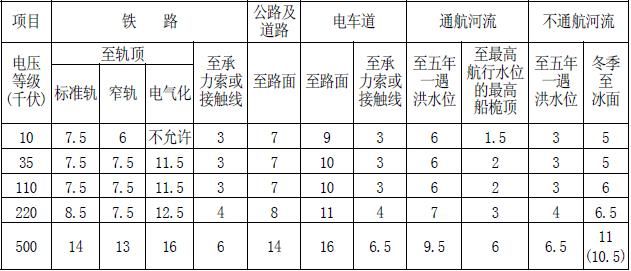 项目 铁路 公路及道路 电车道 通航河流 不通航河流
电压等级(千伏) 至轨顶 至承力索或接触线 至路面 至路面 至承力索或接触线 至五年一遇洪水位 至最高航行水位的最高船桅顶 至五年一遇洪水位 冬季至冰面
标准轨 窄轨 电气化
10 7.5 6 不允许 3 7 9 3 6 1.5 3 5
35 7.5 7.5 11.5 3 7 10 3 6 2 3 5
110 7.5 7.5 11.5 3 7 10 3 6 2 3 6
220 8.5 7.5 12.5 4 8 11 4 7 3 4 6.5
500 14 13 16 6 14 16 6.5 9.5 6 6.5 11(10.5)